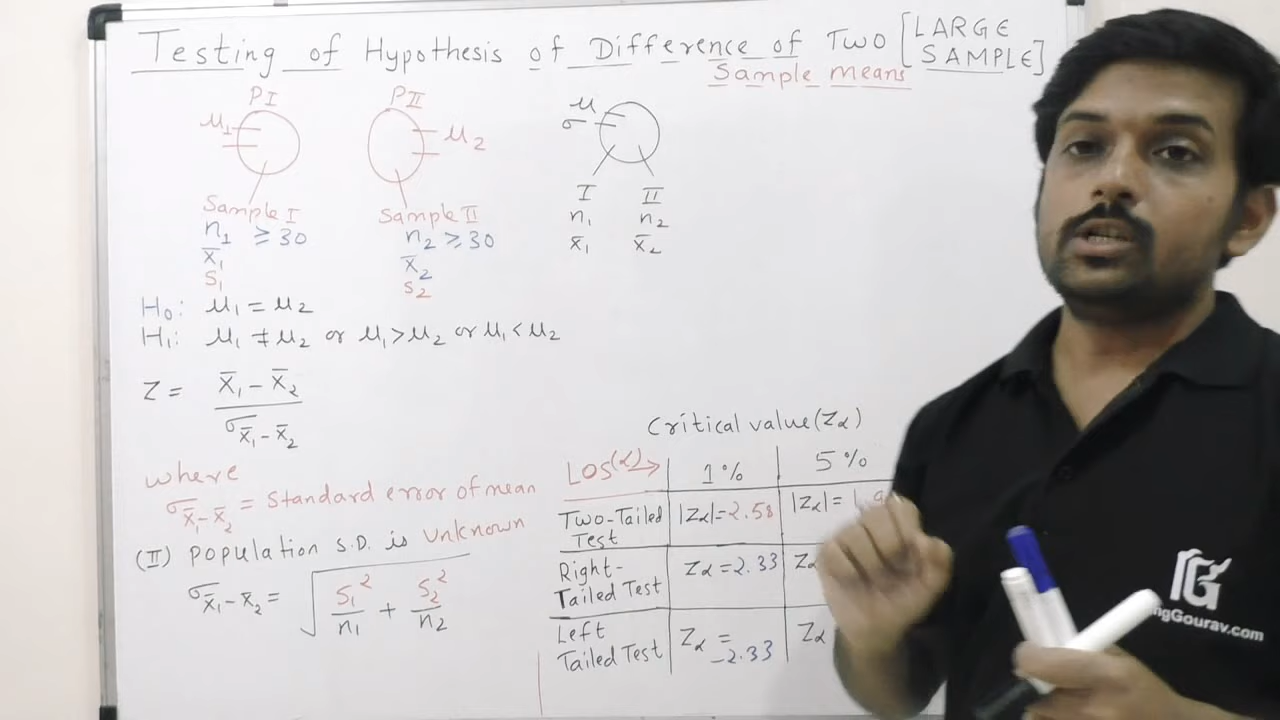 Testing of Hypothesis of Difference of Two [LARGE SAMPLE]
Sample means
PI PII
μ1 μ2 μ
σ
Sample I Sample II I II
n1 ≥ 30 n2 ≥ 30 n1 n2
x̄1 x̄2 x̄1 x̄2
S1 S2
H0: μ1 = μ2
H1: μ1 ≠ μ2 or μ1 > μ2 or μ1 < μ2
Z = (x̄1 - x̄2) / σx̄1-x̄2
where
σx̄1-x̄2 = Standard error of mean
(II) Population S.D. is Unknown
σx̄1-x̄2 = √(S1²/n1 + S2²/n2)
Critical value (Zα)
LOS(α) → 1% 5%
Two-Tailed Test |Zα| = 2.58 |Zα| = 1.9
Right-Tailed Test Zα = 2.33 Zα
Left Tailed Test Zα = -2.33 Zα
G
ngGourav.com